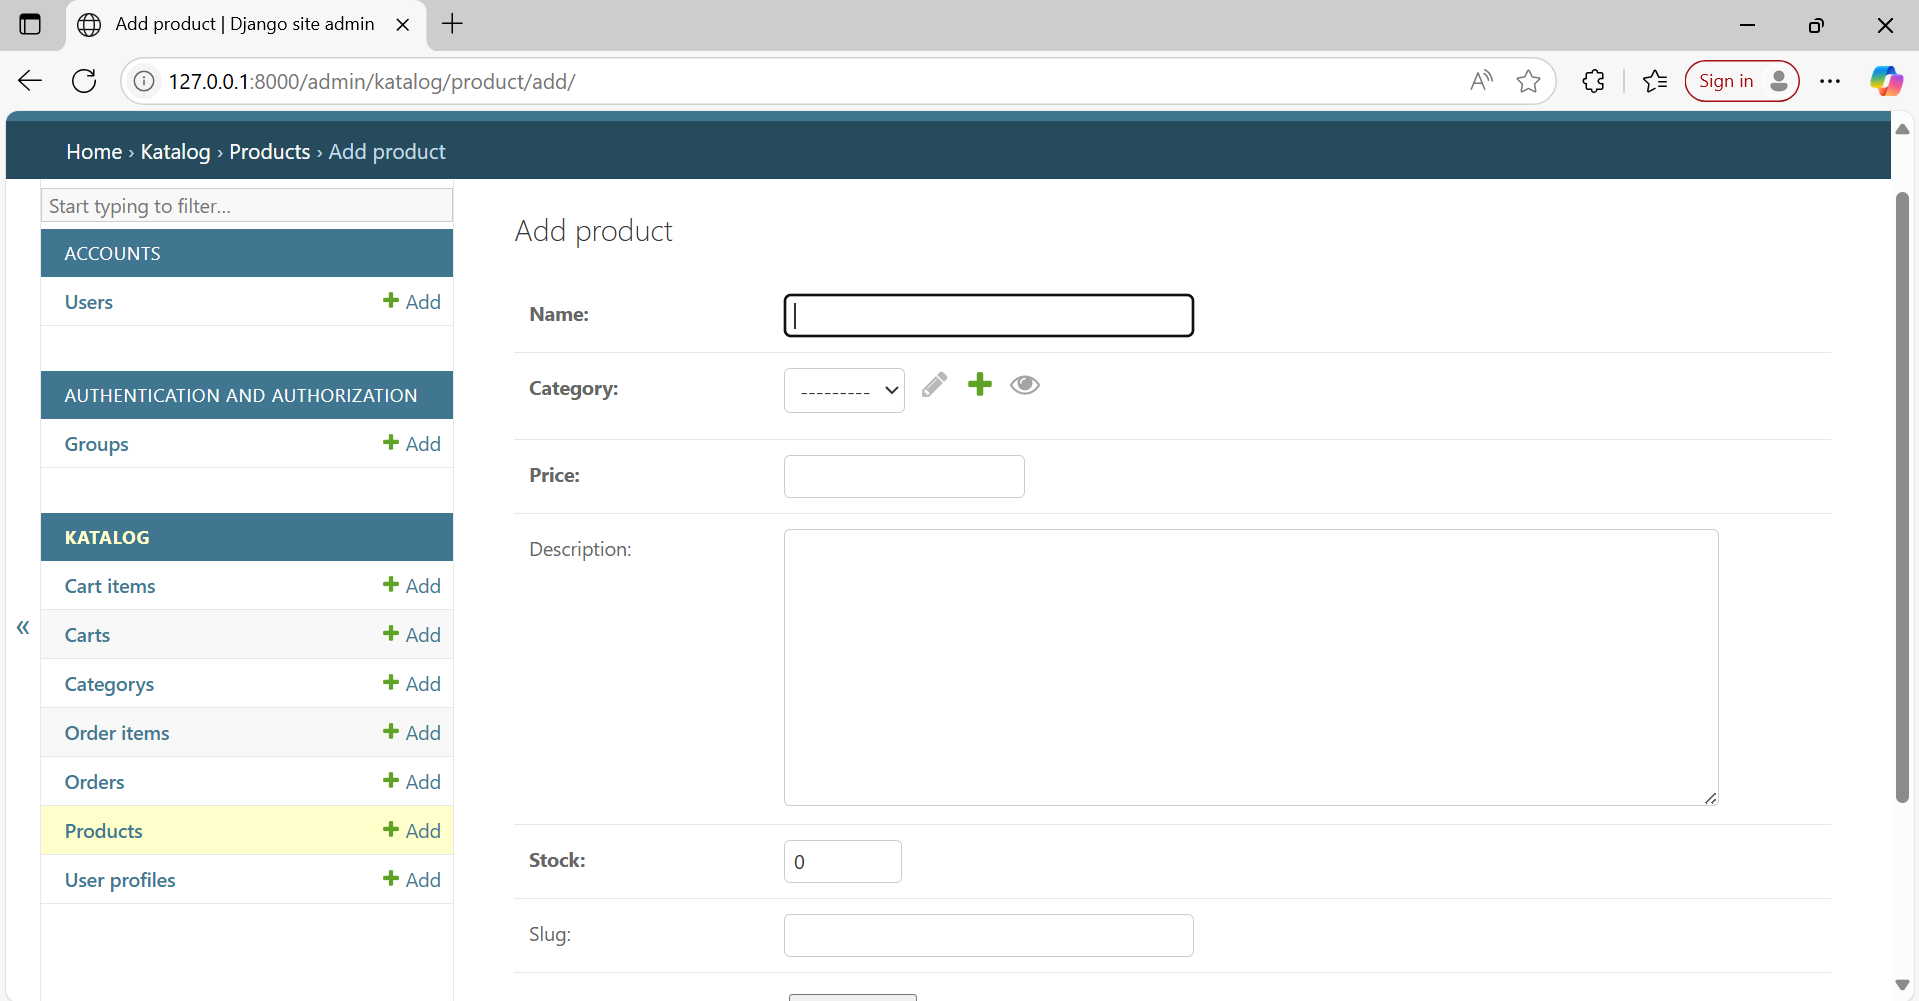 Add product | Django site admin
127.0.0.1:8000/admin/katalog/product/add/
Sign in
Home › Katalog › Products › Add product
Start typing to filter...
ACCOUNTS
Users Add
AUTHENTICATION AND AUTHORIZATION
Groups Add
KATALOG
Cart items Add
Carts Add
Categorys Add
Order items Add
Orders Add
Products Add
User profiles Add
Add product
Name:
Category: ---------
Price:
Description:
Stock: 0
Slug: